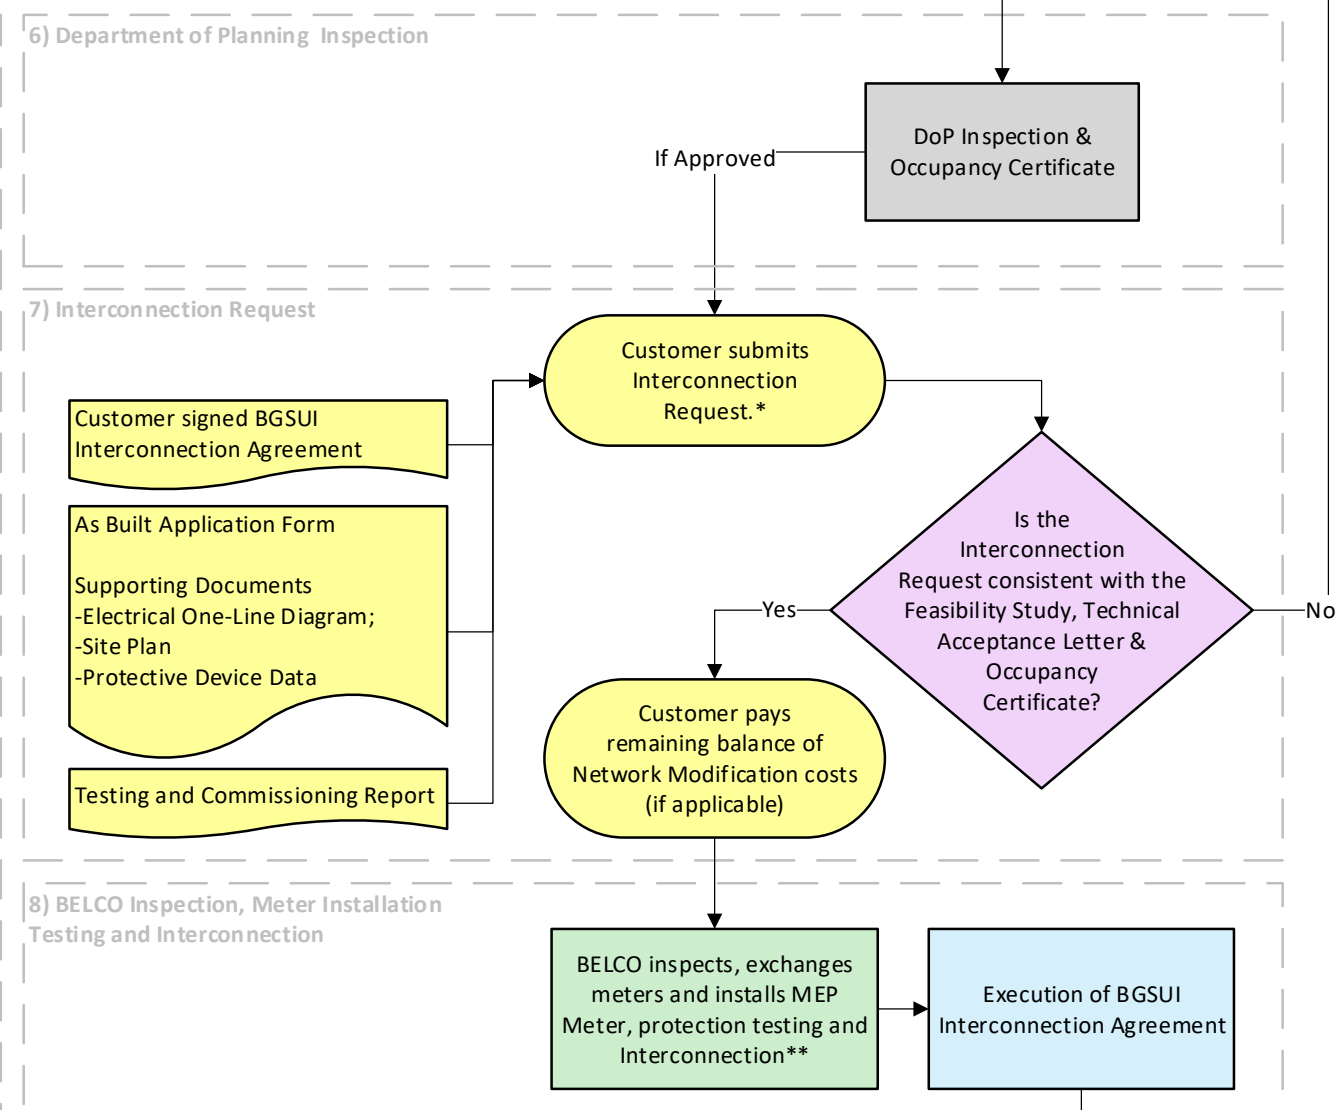 6) Department of Planning Inspection
DoP Inspection &
Occupancy Certificate
If Approved
7) Interconnection Request
Customer submits
Interconnection
Request.*
Customer signed BGSUI
Interconnection Agreement
As Built Application Form
Supporting Documents
-Electrical One-Line Diagram;
-Site Plan
-Protective Device Data
Testing and Commissioning Report
Is the
Interconnection
Request consistent with the
Feasibility Study, Technical
Acceptance Letter &
Occupancy
Certificate?
Yes
No
Customer pays
remaining balance of
Network Modification costs
(if applicable)
8) BELCO Inspection, Meter Installation
Testing and Interconnection
BELCO inspects, exchanges
meters and installs MEP
Meter, protection testing and
Interconnection**
Execution of BGSUI
Interconnection Agreement